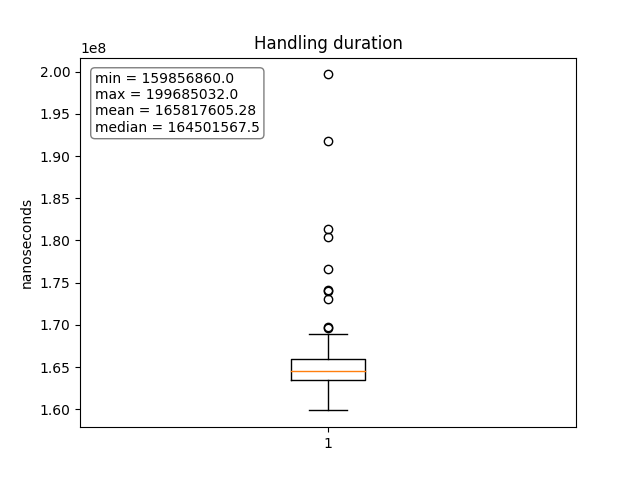 Handling duration
1e8
min = 159856860.0
max = 199685032.0
mean = 165817605.28
median = 164501567.5
2.00
1.95
1.90
1.85
1.80
1.75
1.70
1.65
1.60
nanoseconds
1